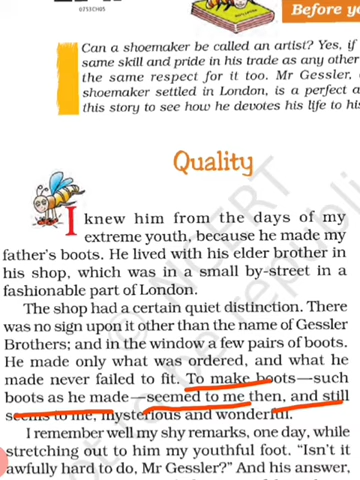 0753CH05
Before yo
Can a shoemaker be called an artist? Yes, if
same skill and pride in his trade as any other
the same respect for it too. Mr Gessler,
shoemaker settled in London, is a perfect a
this story to see how he devotes his life to his
Quality
I knew him from the days of my
extreme youth, because he made my
father's boots. He lived with his elder brother in
his shop, which was in a small by-street in a
fashionable part of London.
The shop had a certain quiet distinction. There
was no sign upon it other than the name of Gessler
Brothers; and in the window a few pairs of boots.
He made only what was ordered, and what he
made never failed to fit. To make boots—such
boots as he made—seemed to me then, and still
seems to me, mysterious and wonderful.
I remember well my shy remarks, one day, while
stretching out to him my youthful foot. "Isn't it
awfully hard to do, Mr Gessler?" And his answer,